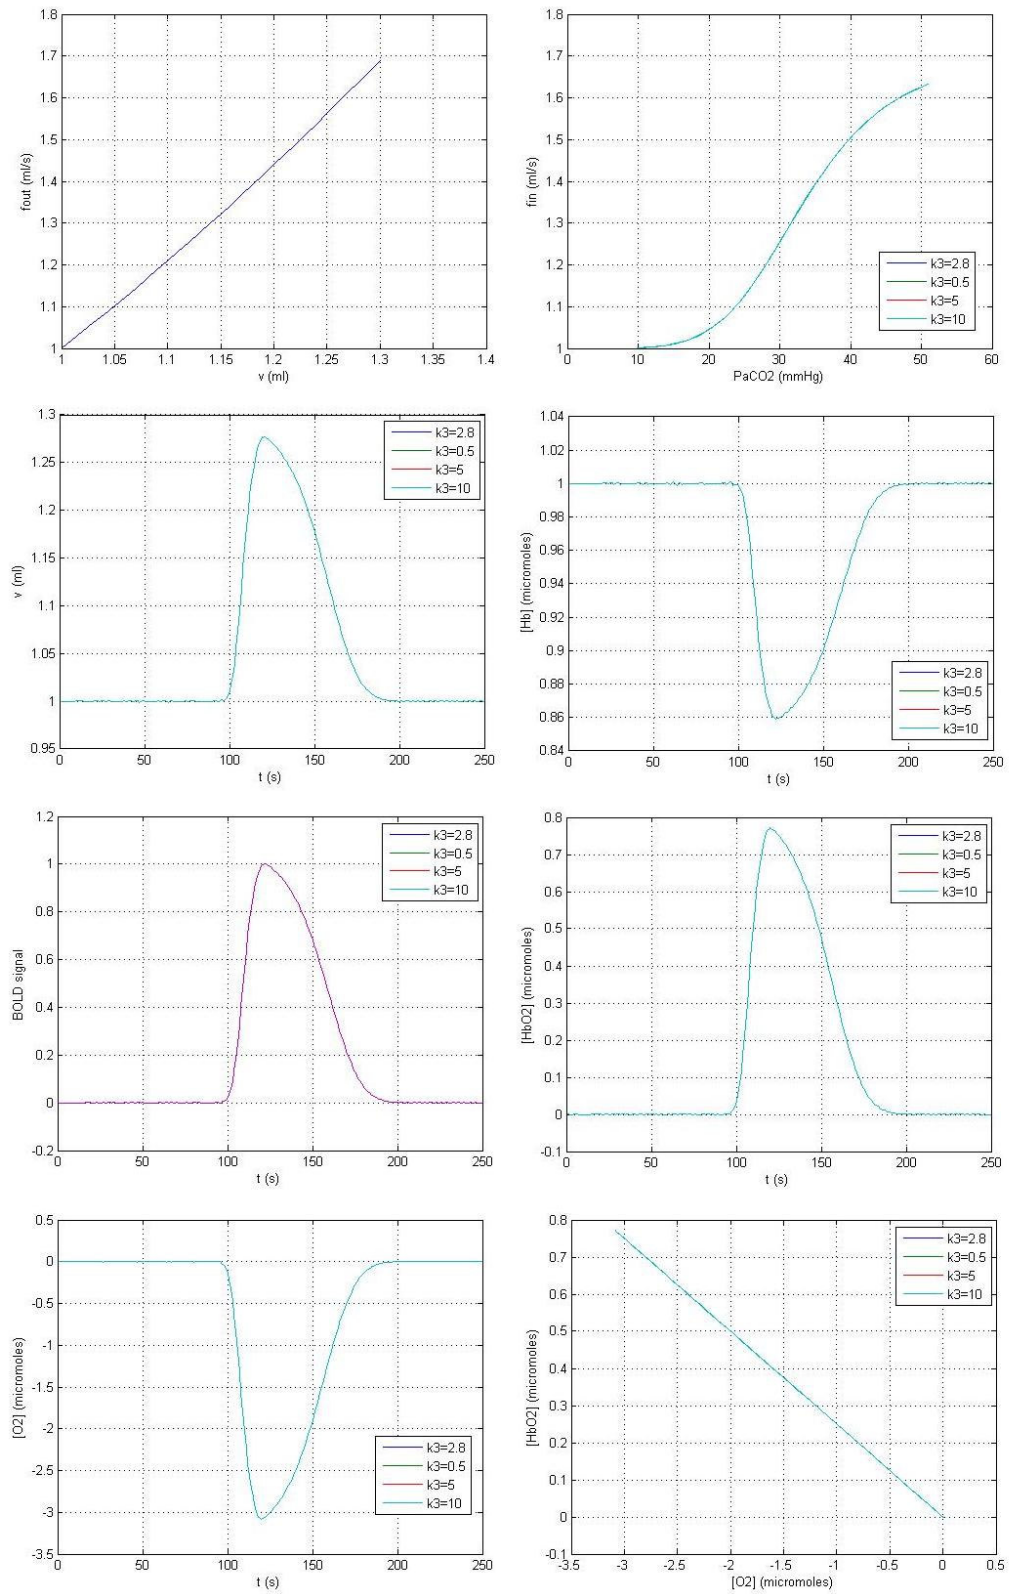 1.8
1.7
1.6
1.5
1.4
1.3
1.2
1.1
1
fout (ml/s)
1 1.05 1.1 1.15 1.2 1.25 1.3 1.35 1.4
v (ml)
1.8
1.7
1.6
1.5
1.4
1.3
1.2
1.1
1
fin (ml/s)
k3=2.8
k3=0.5
k3=5
k3=10
0 10 20 30 40 50 60
PaCO2 (mmHg)
1.3
1.25
1.2
1.15
1.1
1.05
1
0.95
v (ml)
k3=2.8
k3=0.5
k3=5
k3=10
0 50 100 150 200 250
t (s)
1.04
1.02
1
0.98
0.96
0.94
0.92
0.9
0.88
0.86
0.84
[Hb] (micromoles)
k3=2.8
k3=0.5
k3=5
k3=10
0 50 100 150 200 250
t (s)
1.2
1
0.8
0.6
0.4
0.2
0
-0.2
BOLD signal
k3=2.8
k3=0.5
k3=5
k3=10
0 50 100 150 200 250
t (s)
0.8
0.7
0.6
0.5
0.4
0.3
0.2
0.1
0
-0.1
[HbO2] (micromoles)
k3=2.8
k3=0.5
k3=5
k3=10
0 50 100 150 200 250
t (s)
0.5
0
-0.5
-1
-1.5
-2
-2.5
-3
-3.5
[O2] (micromoles)
k3=2.8
k3=0.5
k3=5
k3=10
0 50 100 150 200 250
t (s)
0.8
0.7
0.6
0.5
0.4
0.3
0.2
0.1
0
-0.1
[HbO2] (micromoles)
k3=2.8
k3=0.5
k3=5
k3=10
-3.5 -3 -2.5 -2 -1.5 -1 -0.5 0 0.5
[O2] (micromoles)